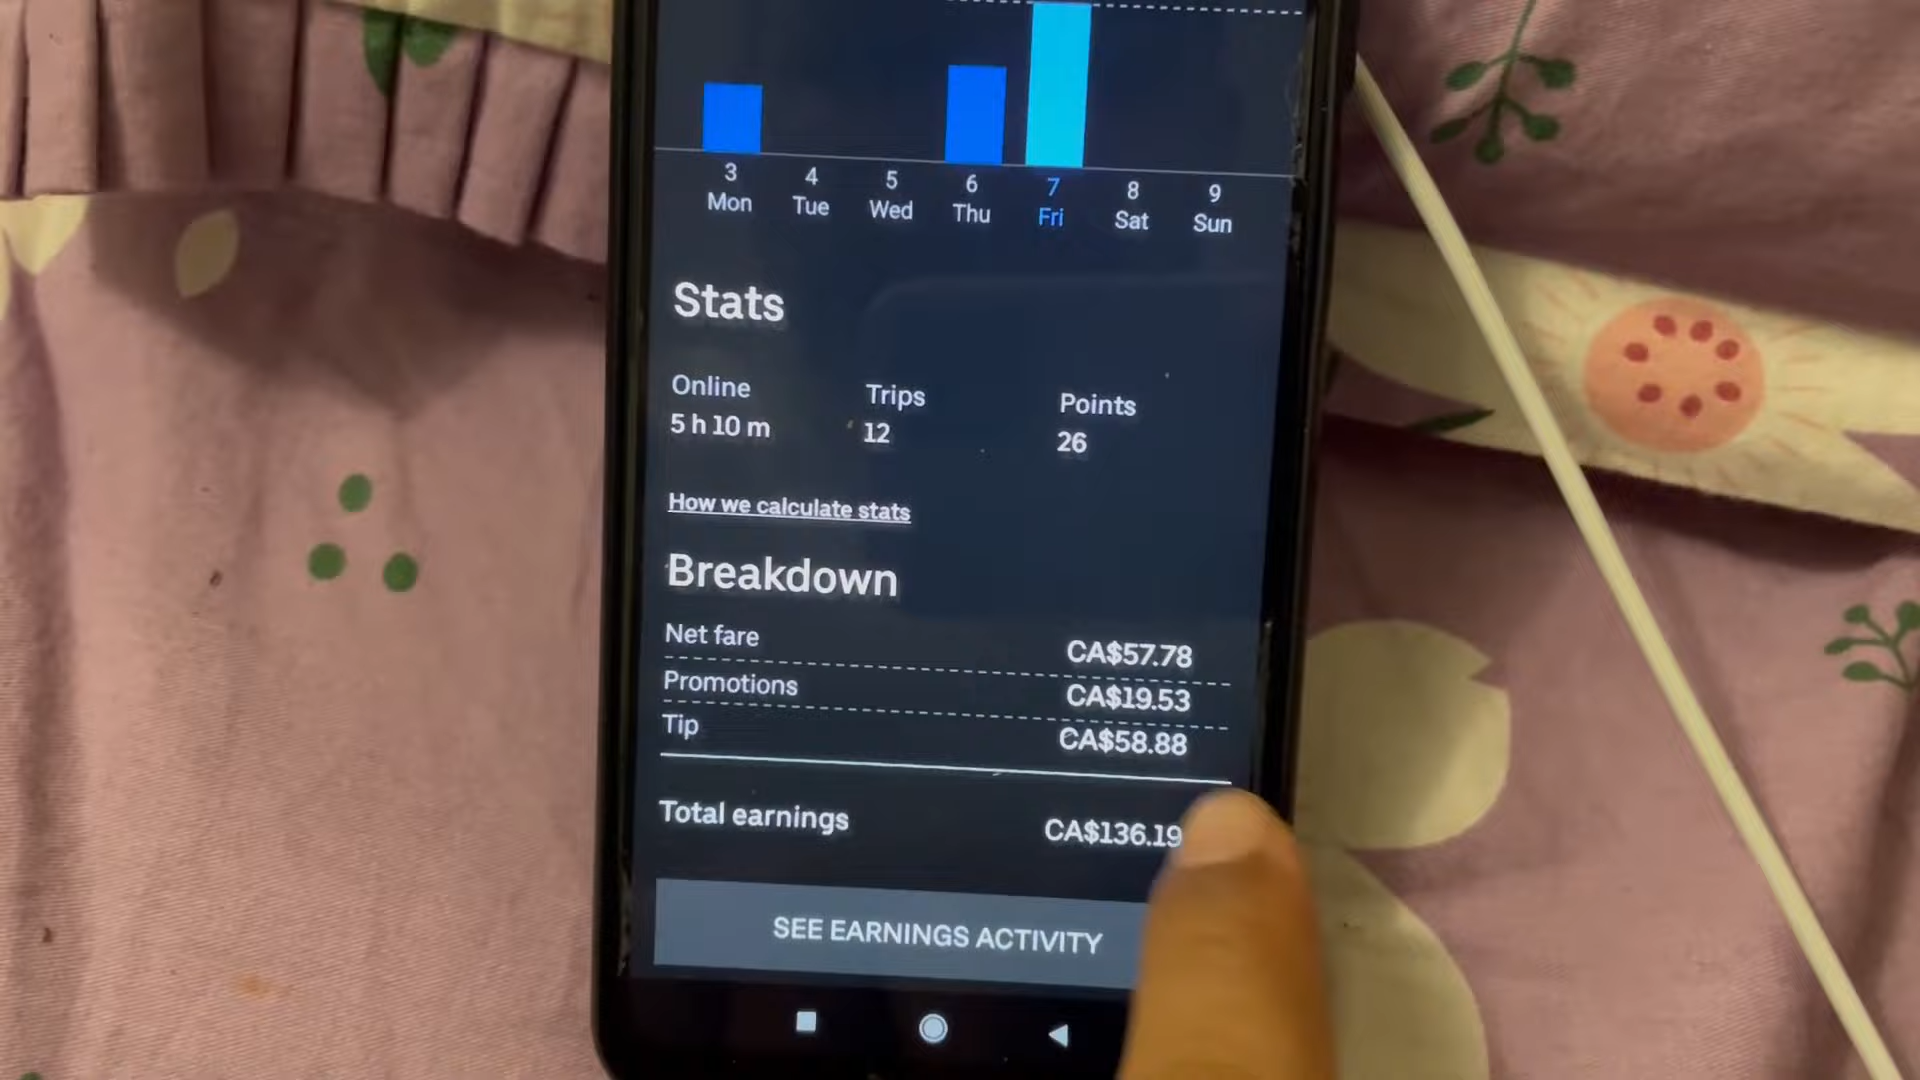 3 4 5 6 7 8 9
Mon Tue Wed Thu Fri Sat Sun
Stats
Online Trips Points
5 h 10 m 12 26
How we calculate stats
Breakdown
Net fare CA$57.78
Promotions CA$19.53
Tip CA$58.88
Total earnings CA$136.19
SEE EARNINGS ACTIVITY